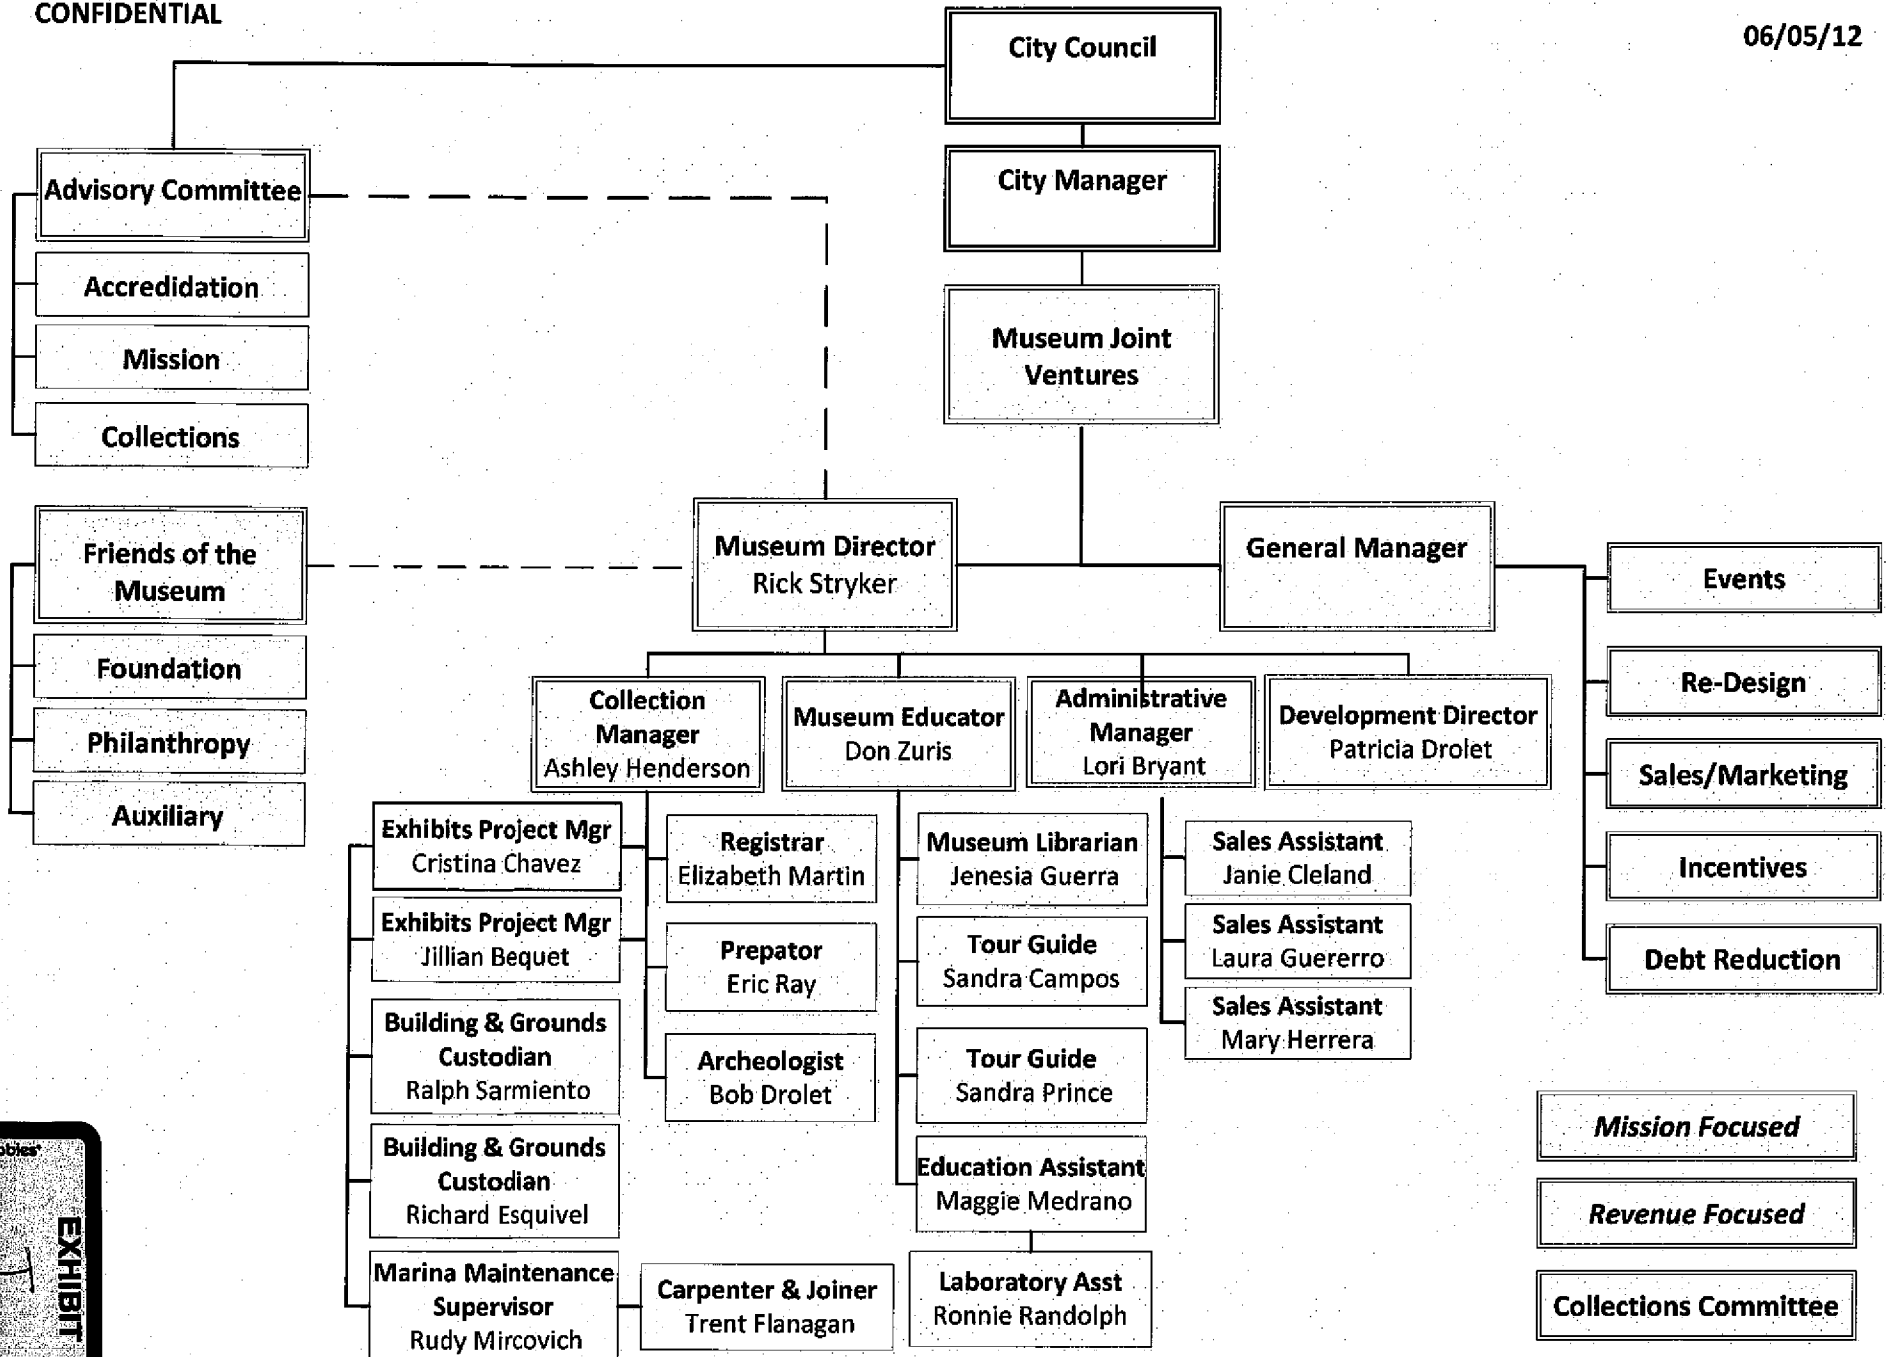 CONFIDENTIAL
06/05/12
City Council
City Manager
Advisory Committee
Accredidation
Mission
Collections
Museum Joint
Ventures
Friends of the
Museum
Foundation
Philanthropy
Auxiliary
Museum Director
Rick Stryker
General Manager
Events
Re-Design
Sales/Marketing
Incentives
Debt Reduction
Collection
Manager
Ashley Henderson
Museum Educator
Don Zuris
Administrative
Manager
Lori Bryant
Development Director
Patricia Drolet
Exhibits Project Mgr
Cristina Chavez
Exhibits Project Mgr
Jillian Bequet
Building & Grounds
Custodian
Ralph Sarmiento
Building & Grounds
Custodian
Richard Esquivel
Marina Maintenance
Supervisor
Rudy Mircovich
Carpenter & Joiner
Trent Flanagan
Registrar
Elizabeth Martin
Prepator
Eric Ray
Archeologist
Bob Drolet
Museum Librarian
Jenesia Guerra
Tour Guide
Sandra Campos
Tour Guide
Sandra Prince
Education Assistant
Maggie Medrano
Laboratory Asst
Ronnie Randolph
Sales Assistant
Janie Cleland
Sales Assistant
Laura Guererro
Sales Assistant
Mary Herrera
Mission Focused
Revenue Focused
Collections Committee
EXHIBIT